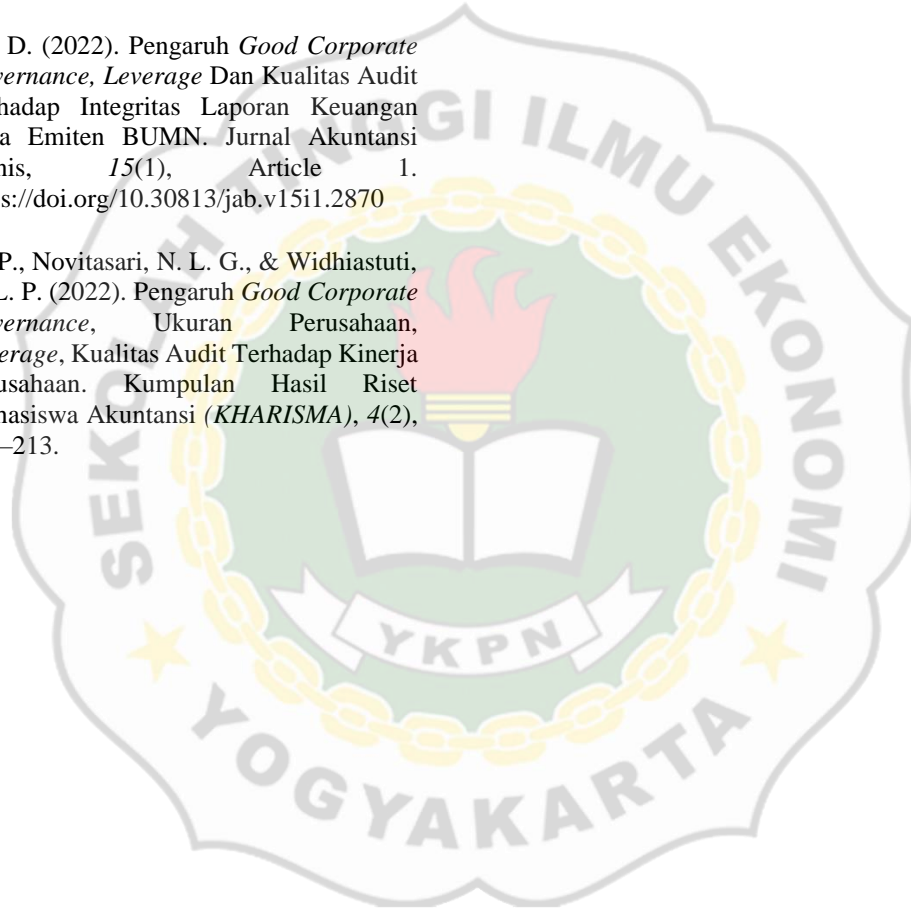 D. (2022). Pengaruh Good Corporate
vernance, Leverage Dan Kualitas Audit
hadap Integritas Laporan Keuangan
a Emiten BUMN. Jurnal Akuntansi
nis, 15(1), Article 1.
s://doi.org/10.30813/jab.v15i1.2870
P., Novitasari, N. L. G., & Widhiastuti,
L. P. (2022). Pengaruh Good Corporate
vernance, Ukuran Perusahaan,
erage, Kualitas Audit Terhadap Kinerja
usahaan. Kumpulan Hasil Riset
hasiswa Akuntansi (KHARISMA), 4(2),
–213.
SEKOLAH TINGGI ILMU EKONOMI
YKPN
YOGYAKARTA